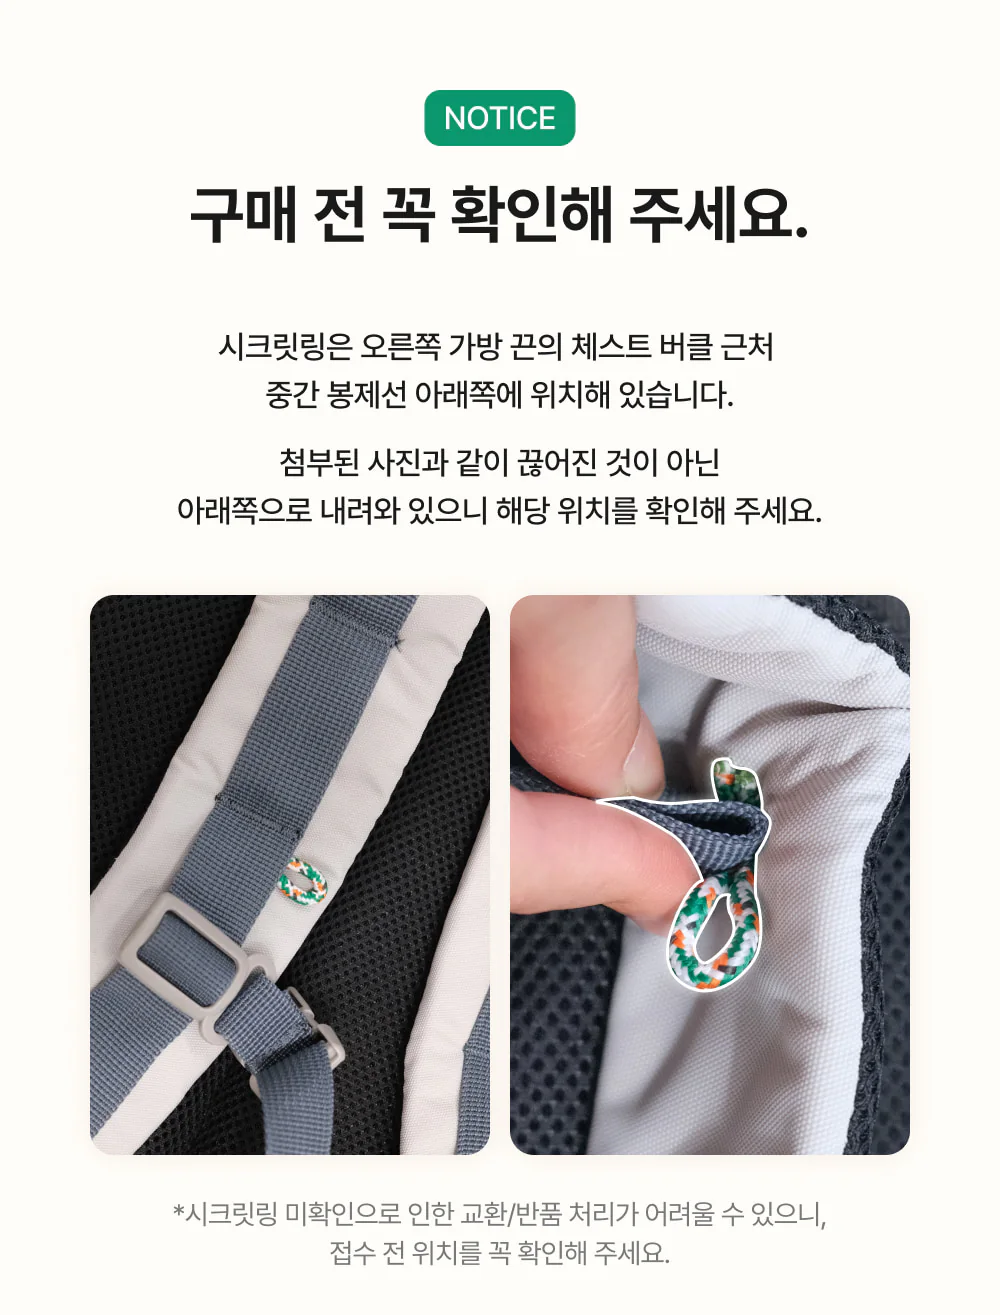 NOTICE
구매 전 꼭 확인해 주세요.
시크릿링은 오른쪽 가방 끈의 체스트 버클 근처
중간 봉제선 아래쪽에 위치해 있습니다.
첨부된 사진과 같이 끊어진 것이 아닌
아래쪽으로 내려와 있으니 해당 위치를 확인해 주세요.
*시크릿링 미확인으로 인한 교환/반품 처리가 어려울 수 있으니,
접수 전 위치를 꼭 확인해 주세요.